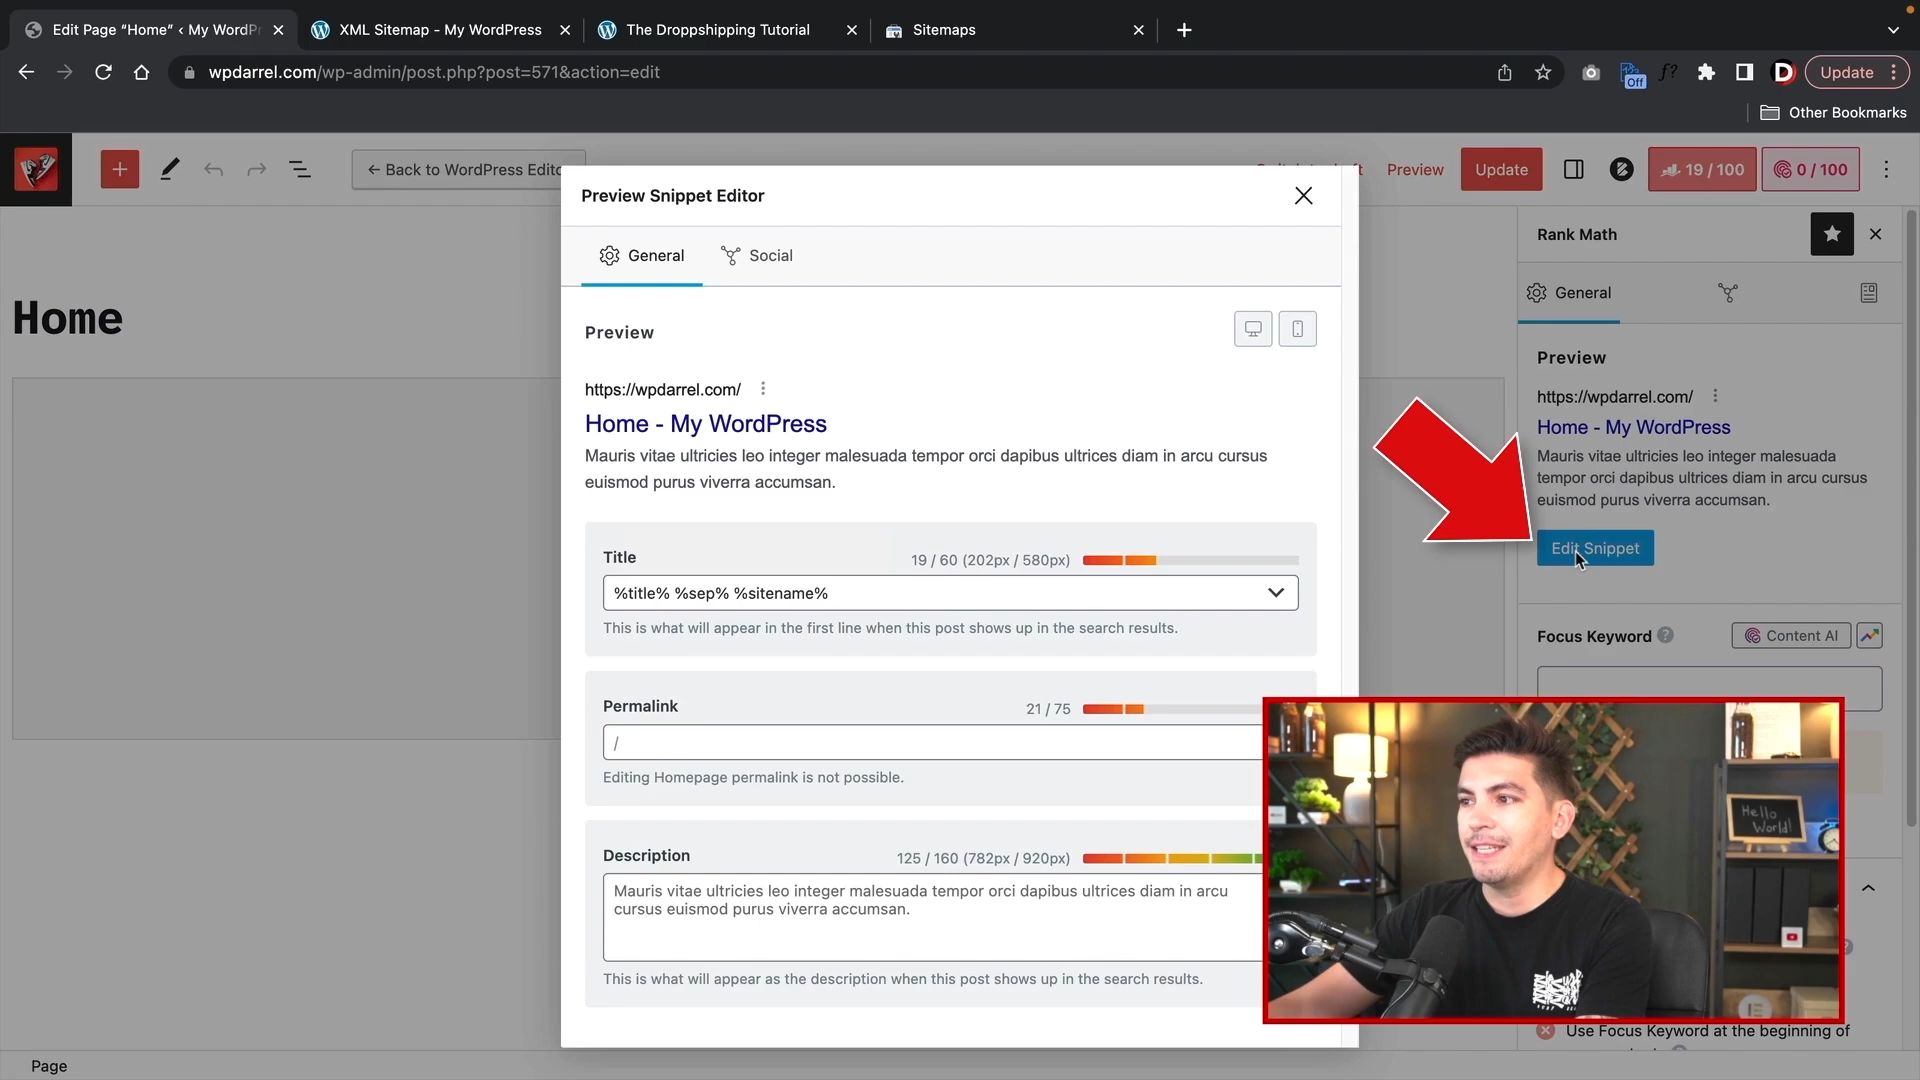 Edit Page “Home” ‹ My WordPr
XML Sitemap - My WordPress
The Droppshipping Tutorial
Sitemaps
wpdarrel.com/wp-admin/post.php?post=571&action=edit
Off
f?
D
Update
Other Bookmarks
← Back to WordPress Edito
Preview
Update
19 / 100
0 / 100
Preview Snippet Editor
Rank Math
General
Social
General
Home
Preview
https://wpdarrel.com/
Home - My WordPress
Mauris vitae ultricies leo integer malesuada tempor orci dapibus ultrices diam in arcu cursus
euismod purus viverra accumsan.
Preview
https://wpdarrel.com/
Home - My WordPress
Mauris vitae ultricies leo integer malesuada
tempor orci dapibus ultrices diam in arcu cursus
euismod purus viverra accumsan.
Edit Snippet
Title
19 / 60 (202px / 580px)
%title% %sep% %sitename%
This is what will appear in the first line when this post shows up in the search results.
Focus Keyword
Content AI
Permalink
21 / 75
/
Editing Homepage permalink is not possible.
Description
125 / 160 (782px / 920px)
Mauris vitae ultricies leo integer malesuada tempor orci dapibus ultrices diam in arcu
cursus euismod purus viverra accumsan.
This is what will appear as the description when this post shows up in the search results.
Hello
World!
Use Focus Keyword at the beginning of
Page